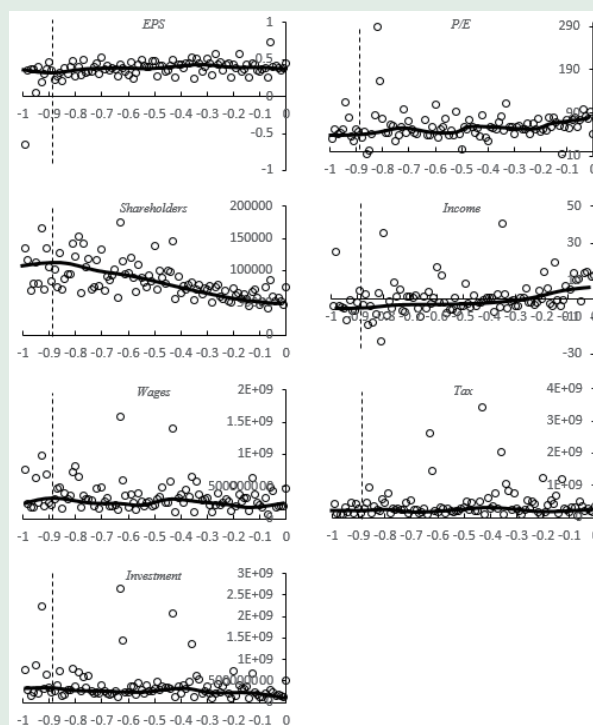 EPS
1
0.5
0
-1 -0.9 -0.8 -0.7 -0.6 -0.5 -0.4 -0.3 -0.2 -0.1 0
-0.5
-1
P/E
290
190
90
-10
-1 -0.9 -0.8 -0.7 -0.6 -0.5 -0.4 -0.3 -0.2 -0.1 0
Shareholders
200000
150000
100000
50000
0
-1 -0.9 -0.8 -0.7 -0.6 -0.5 -0.4 -0.3 -0.2 -0.1 0
Income
50
30
10
-1 -0.9 -0.8 -0.7 -0.6 -0.5 -0.4 -0.3 -0.2 -0.1
-10
-30
Wages
2E+09
1.5E+09
1E+09
500000000
0
-1 -0.9 -0.8 -0.7 -0.6 -0.5 -0.4 -0.3 -0.2 -0.1 0
Tax
4E+09
3E+09
2E+09
1E+09
0
-1 -0.9 -0.8 -0.7 -0.6 -0.5 -0.4 -0.3 -0.2 -0.1 0
Investment
3E+09
2.5E+09
2E+09
1.5E+09
1E+09
500000000
0
-1 -0.9 -0.8 -0.7 -0.6 -0.5 -0.4 -0.3 -0.2 -0.1 0